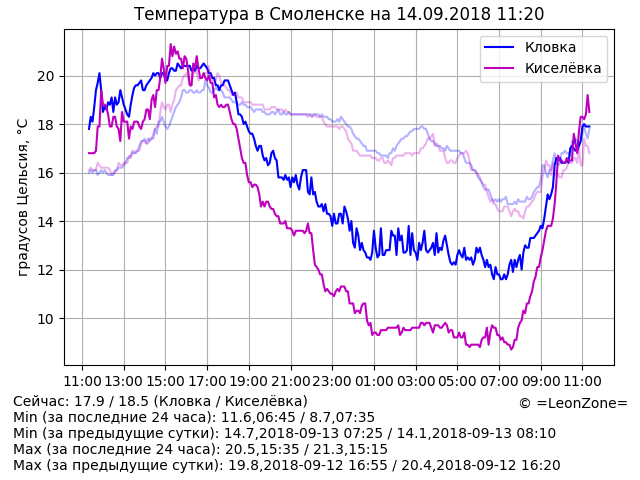 Температура в Смоленске на 14.09.2018 11:20
Кловка
Киселёвка
градусов Цельсия, °C
20
18
16
14
12
10
11:00 13:00 15:00 17:00 19:00 21:00 23:00 01:00 03:00 05:00 07:00 09:00 11:00
Сейчас: 17.9 / 18.5 (Кловка / Киселёвка)
© =LeonZone=
Min (за последние 24 часа): 11.6,06:45 / 8.7,07:35
Min (за предыдущие сутки): 14.7,2018-09-13 07:25 / 14.1,2018-09-13 08:10
Max (за последние 24 часа): 20.5,15:35 / 21.3,15:15
Max (за предыдущие сутки): 19.8,2018-09-12 16:55 / 20.4,2018-09-12 16:20